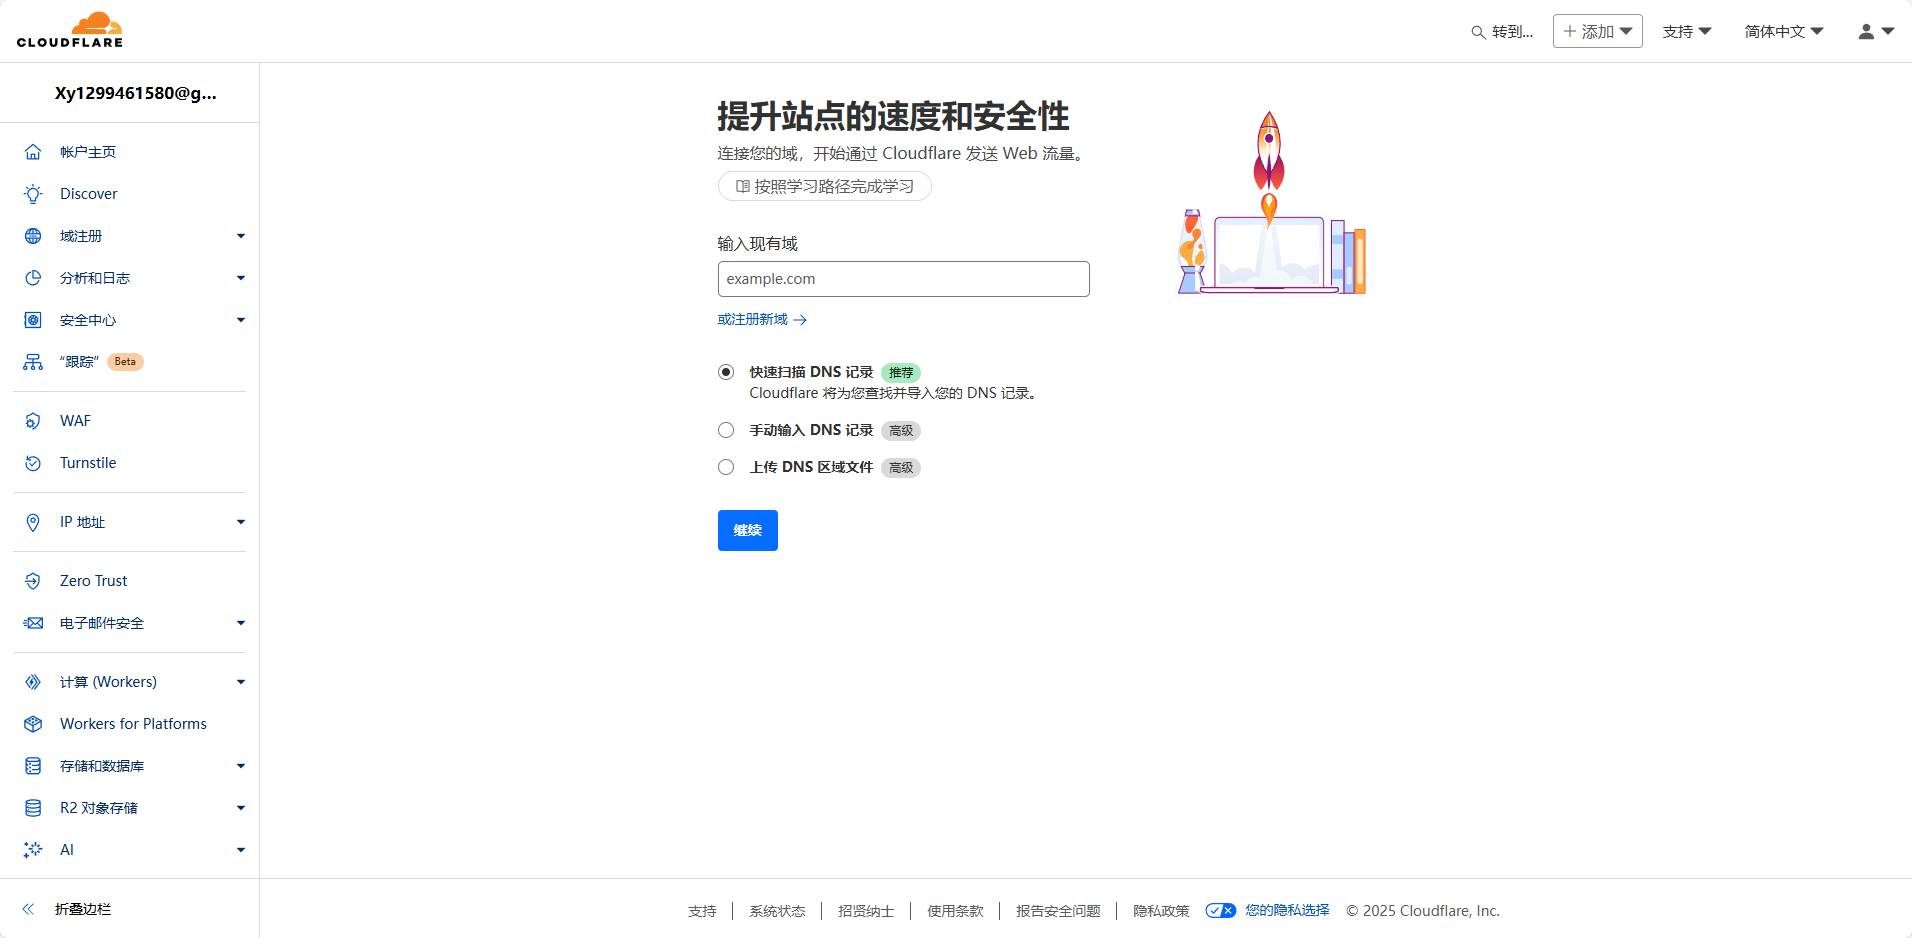 CLOUDFLARE
转到...
添加
支持
简体中文
Xy1299461580@g...
帐户主页
Discover
域注册
分析和日志
安全中心
“跟踪” Beta
WAF
Turnstile
IP 地址
Zero Trust
电子邮件安全
计算 (Workers)
Workers for Platforms
存储和数据库
R2 对象存储
AI
折叠边栏
提升站点的速度和安全性
连接您的域，开始通过 Cloudflare 发送 Web 流量。
按照学习路径完成学习
输入现有域
example.com
或注册新域
快速扫描 DNS 记录 推荐
Cloudflare 将为您查找并导入您的 DNS 记录。
手动输入 DNS 记录 高级
上传 DNS 区域文件 高级
继续
支持
系统状态
招贤纳士
使用条款
报告安全问题
隐私政策
您的隐私选择
© 2025 Cloudflare, Inc.